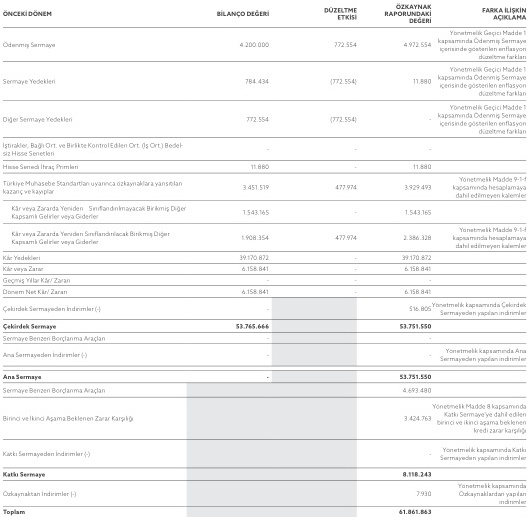 ÖNCEKİ DÖNEM BİLANÇO DEĞERİ DÜZELTME ETKİSİ ÖZKAYNAK RAPORUNDAKİ DEĞERİ FARKA İLİŞKİN AÇIKLAMA
Ödenmiş Sermaye 4.200.000 772.554 4.972.554 Yönetmelik Geçici Madde 1
kapsamında Ödenmiş Sermaye
içerisinde gösterilen enflasyon
düzeltme farkları
Sermaye Yedekleri 784.434 (772.554) 11.880 Yönetmelik Geçici Madde 1
kapsamında Ödenmiş Sermaye
içerisinde gösterilen enflasyon
düzeltme farkları
Diğer Sermaye Yedekleri 772.554 (772.554) - Yönetmelik Geçici Madde 1
kapsamında Ödenmiş Sermaye
içerisinde gösterilen enflasyon
düzeltme farkları
İştirakler, Bağlı Ort. ve Birlikte Kontrol Edilen Ort. (İş Ort.) Bedel-
siz Hisse Senetleri - - -
Hisse Senedi İhraç Primleri 11.880 - 11.880
Türkiye Muhasebe Standartları uyarınca özkaynaklara yansıtılan
kazanç ve kayıplar 3.451.519 477.974 3.929.493 Yönetmelik Madde 9-1-f
kapsamında hesaplamaya
dahil edilmeyen kalemler
Kâr veya Zararda Yeniden Sınıflandırılmayacak Birikmiş Diğer
Kapsamlı Gelirler veya Giderler 1.543.165 - 1.543.165
Kâr veya Zararda Yeniden Sınıflandırılacak Birikmiş Diğer
Kapsamlı Gelirler veya Giderler 1.908.354 477.974 2.386.328 Yönetmelik Madde 9-1-f
kapsamında hesaplamaya
dahil edilmeyen kalemler
Kâr Yedekleri 39.170.872 - 39.170.872
Kâr veya Zarar 6.158.841 - 6.158.841
Geçmiş Yıllar Kâr/ Zararı - - -
Dönem Net Kâr/ Zararı 6.158.841 - 6.158.841
Çekirdek Sermayeden İndirimler (-) - 516.805 Yönetmelik kapsamında Çekirdek
Sermayeden yapılan indirimler
Çekirdek Sermaye 53.765.666 53.751.550
Sermaye Benzeri Borçlanma Araçları - -
Ana Sermayeden İndirimler (-) - - Yönetmelik kapsamında Ana
Sermayeden yapılan indirimler
Ana Sermaye - 53.751.550
Sermaye Benzeri Borçlanma Araçları 4.693.480
Birinci ve İkinci Aşama Beklenen Zarar Karşılığı 3.424.763 Yönetmelik Madde 8 kapsamında
Katkı Sermaye'ye dahil edilen
birinci ve ikinci aşama beklenen
kredi zarar karşılığı
Katkı Sermayeden İndirimler (-) - Yönetmelik kapsamında Katkı
Sermayeden yapılan indirimler
Katkı Sermaye 8.118.243
Özkaynaktan İndirimler (-) 7.930 Yönetmelik kapsamında
Özkaynaklardan yapılan
indirimler
Toplam 61.861.863